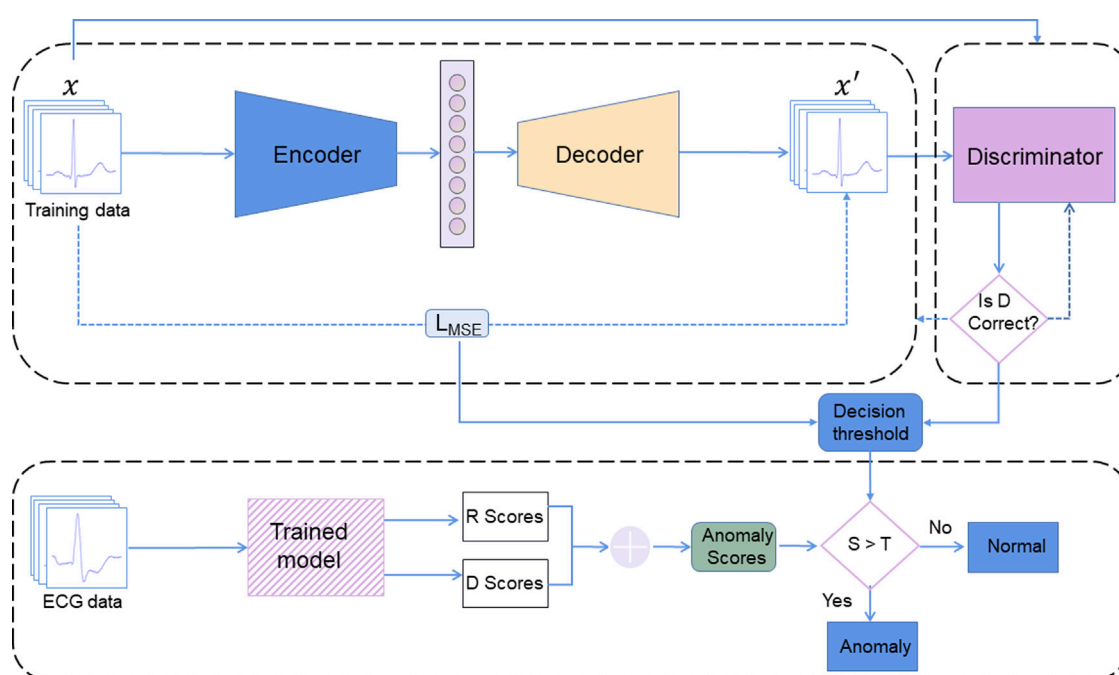 x
x′
Training data
Encoder
Decoder
Discriminator
L_MSE
Is D
Correct?
Decision
threshold
ECG data
Trained
model
R Scores
D Scores
Anomaly
Scores
S > T
No
Normal
Yes
Anomaly